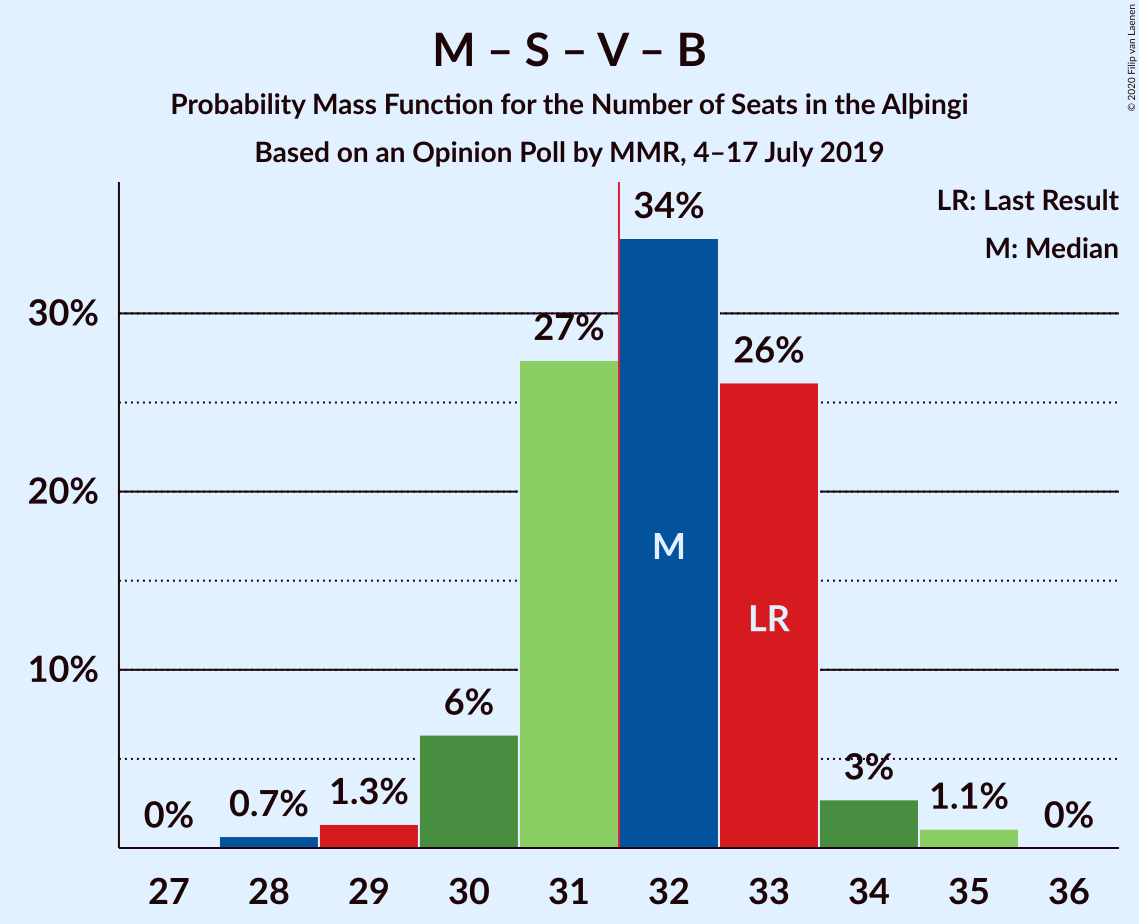 M – S – V – B
Probability Mass Function for the Number of Seats in the Alþingi
Based on an Opinion Poll by MMR, 4–17 July 2019
© 2020 Filip van Laenen
LR: Last Result
M: Median
34%
30%
27%
26%
20%
M
LR
10%
6%
3%
1.3%
1.1%
0.7%
0%
0%
27 28 29 30 31 32 33 34 35 36